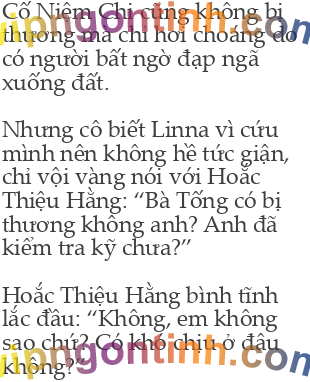 Cố Niệm Chi cũng không bị
thương mà chỉ hơi choáng do
có người bất ngờ đạp ngã
xuống đất.
Nhưng cô biết Linna vì cứu
mình nên không hề tức giận,
chỉ vội vàng nói với Hoắc
Thiệu Hằng: “Bà Tống có bị
thương không anh? Anh đã
kiểm tra kỹ chưa?”
Hoắc Thiệu Hằng bình tĩnh
lắc đầu: “Không, em không
sao chứ? Có khó chịu ở đâu
không?”
vipngontinh.com